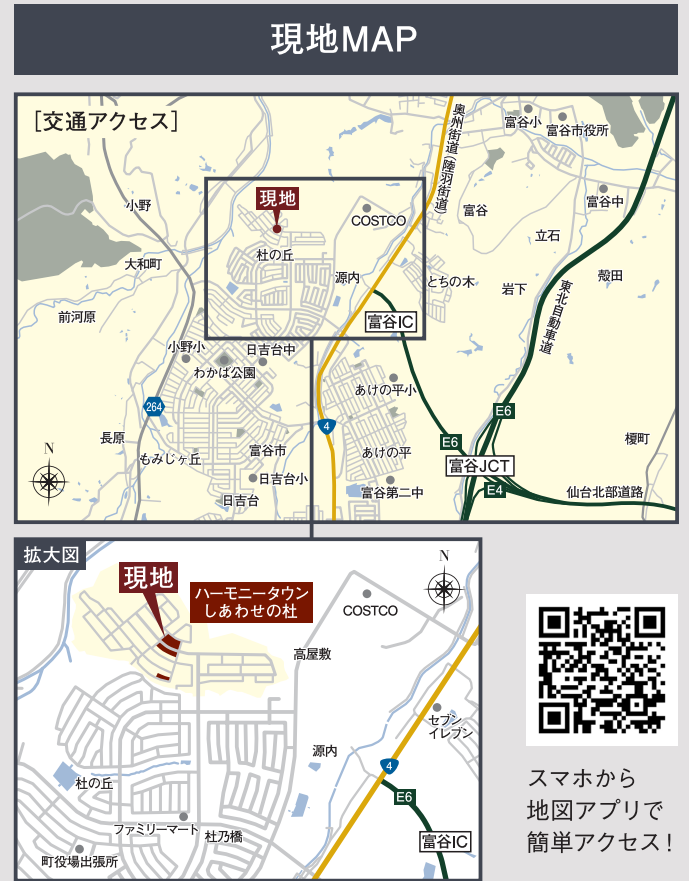 現地MAP
［交通アクセス］
奥州街道（陸羽街道）
富谷小
富谷市役所
小野
現地
COSTCO
富谷
富谷中
杜の丘
立石
大和町
源内
とちの木
岩下
殻田
前河原
富谷IC
東北自動車道
小野小
日吉台中
わかば公園
あけの平小
264
4
E6
長原
N
もみじヶ丘
富谷市
あけの平
E6
榎町
富谷JCT
日吉台小
富谷第二中
E4
仙台北部道路
日吉台
拡大図
現地
ハーモニータウン
しあわせの杜
N
COSTCO
高屋敷
セブン
イレブン
源内
4
杜の丘
E6
ファミリーマート
杜乃橋
富谷IC
町役場出張所
スマホから
地図アプリで
簡単アクセス！